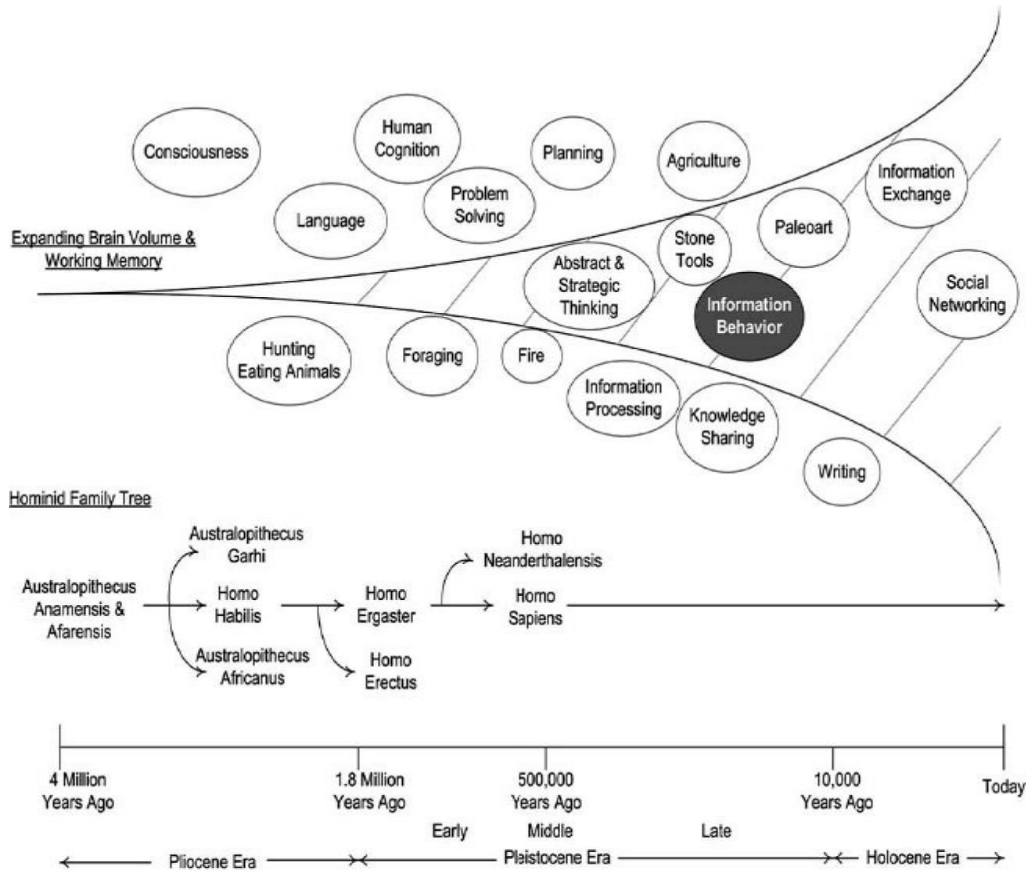 Consciousness
Human
Cognition
Planning
Agriculture
Information
Exchange
Language
Problem
Solving
Paleoart
Expanding Brain Volume &
Working Memory
Abstract &
Strategic
Thinking
Stone
Tools
Information
Behavior
Social
Networking
Hunting
Eating Animals
Foraging
Fire
Information
Processing
Knowledge
Sharing
Writing
Hominid Family Tree
Australopithecus
Garhi
Homo
Neanderthalensis
Australopithecus
Anamensis &
Afarensis
Homo
Habilis
Homo
Ergaster
Homo
Sapiens
Australopithecus
Africanus
Homo
Erectus
4 Million
Years Ago
1.8 Million
Years Ago
500,000
Years Ago
10,000
Years Ago
Today
Early Middle Late
Pliocene Era Pleistocene Era Holocene Era